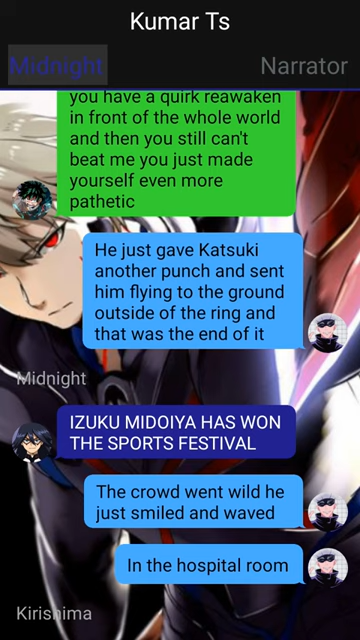 Kumar Ts
Midnight
Narrator
you have a quirk reawaken
in front of the whole world
and then you still can't
beat me you just made
yourself even more
pathetic
He just gave Katsuki
another punch and sent
him flying to the ground
outside of the ring and
that was the end of it
Midnight
IZUKU MIDOIYA HAS WON
THE SPORTS FESTIVAL
The crowd went wild he
just smiled and waved
In the hospital room
Kirishima